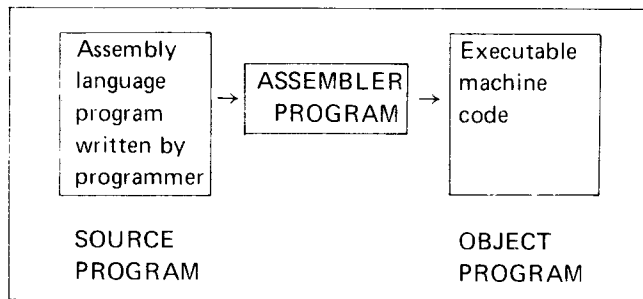 Assembly
language
program
written by
programmer
→
ASSEMBLER
PROGRAM
→
Executable
machine
code
SOURCE
PROGRAM
OBJECT
PROGRAM